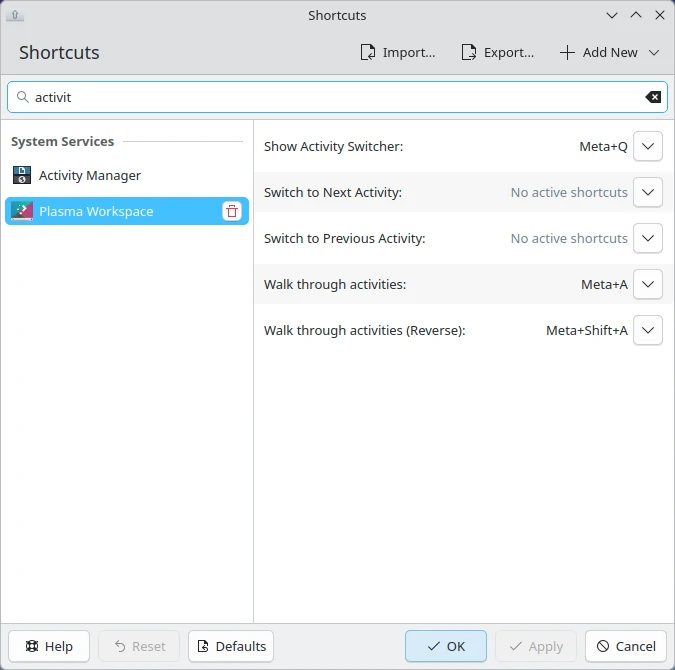 Shortcuts
Shortcuts Import... Export... Add New
activit
System Services
Activity Manager
Plasma Workspace
Show Activity Switcher: Meta+Q
Switch to Next Activity: No active shortcuts
Switch to Previous Activity: No active shortcuts
Walk through activities: Meta+A
Walk through activities (Reverse): Meta+Shift+A
Help Reset Defaults OK Apply Cancel